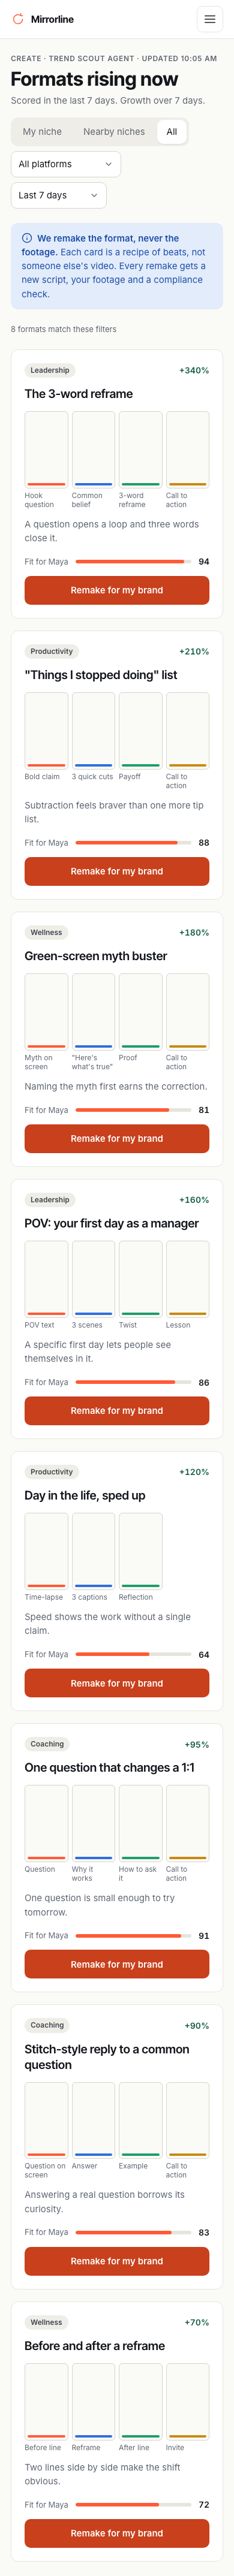 Mirrorline
CREATE · TREND SCOUT AGENT · UPDATED 10:05 AM
Formats rising now
Scored in the last 7 days. Growth over 7 days.
My niche Nearby niches All
All platforms
Last 7 days
We remake the format, never the
footage. Each card is a recipe of beats, not
someone else's video. Every remake gets a
new script, your footage and a compliance
check.
8 formats match these filters
Leadership +340%
The 3-word reframe
Hook question
Common belief
3-word reframe
Call to action
A question opens a loop and three words
close it.
Fit for Maya 94
Remake for my brand
Productivity +210%
"Things I stopped doing" list
Bold claim
3 quick cuts
Payoff
Call to action
Subtraction feels braver than one more tip
list.
Fit for Maya 88
Remake for my brand
Wellness +180%
Green-screen myth buster
Myth on screen
"Here's what's true"
Proof
Call to action
Naming the myth first earns the correction.
Fit for Maya 81
Remake for my brand
Leadership +160%
POV: your first day as a manager
POV text
3 scenes
Twist
Lesson
A specific first day lets people see
themselves in it.
Fit for Maya 86
Remake for my brand
Productivity +120%
Day in the life, sped up
Time-lapse
3 captions
Reflection
Speed shows the work without a single
claim.
Fit for Maya 64
Remake for my brand
Coaching +95%
One question that changes a 1:1
Question
Why it works
How to ask it
Call to action
One question is small enough to try
tomorrow.
Fit for Maya 91
Remake for my brand
Coaching +90%
Stitch-style reply to a common
question
Question on screen
Answer
Example
Call to action
Answering a real question borrows its
curiosity.
Fit for Maya 83
Remake for my brand
Wellness +70%
Before and after a reframe
Before line
Reframe
After line
Invite
Two lines side by side make the shift
obvious.
Fit for Maya 72
Remake for my brand